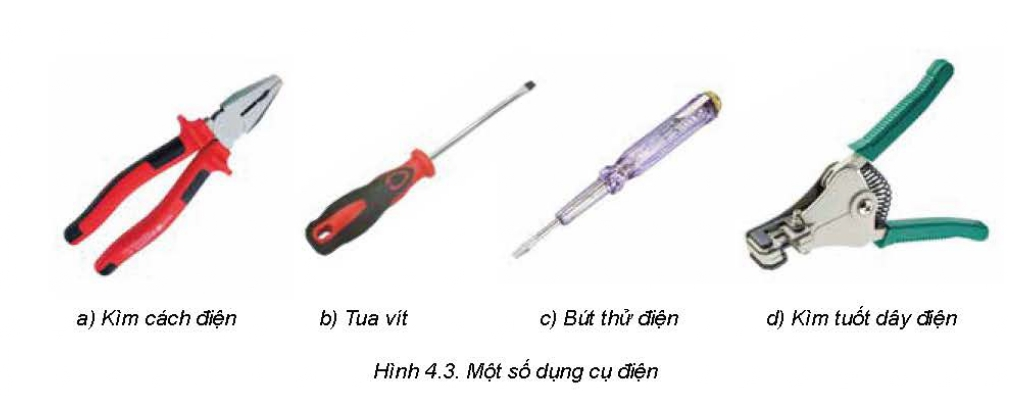 a) Kìm cách điện b) Tua vít c) Bút thử điện d) Kìm tuốt dây điện
Hình 4.3. Một số dụng cụ điện